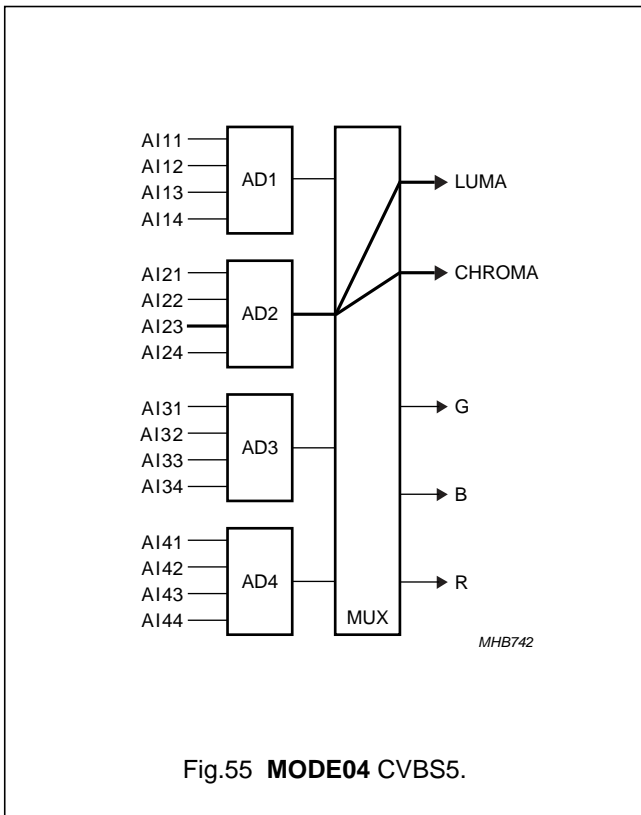 AI11
AI12
AI13
AI14
AD1
LUMA
AI21
AI22
AI23
AI24
AD2
CHROMA
AI31
AI32
AI33
AI34
AD3
G
B
AI41
AI42
AI43
AI44
AD4
R
MUX
MHB742
Fig.55 MODE04 CVBS5.